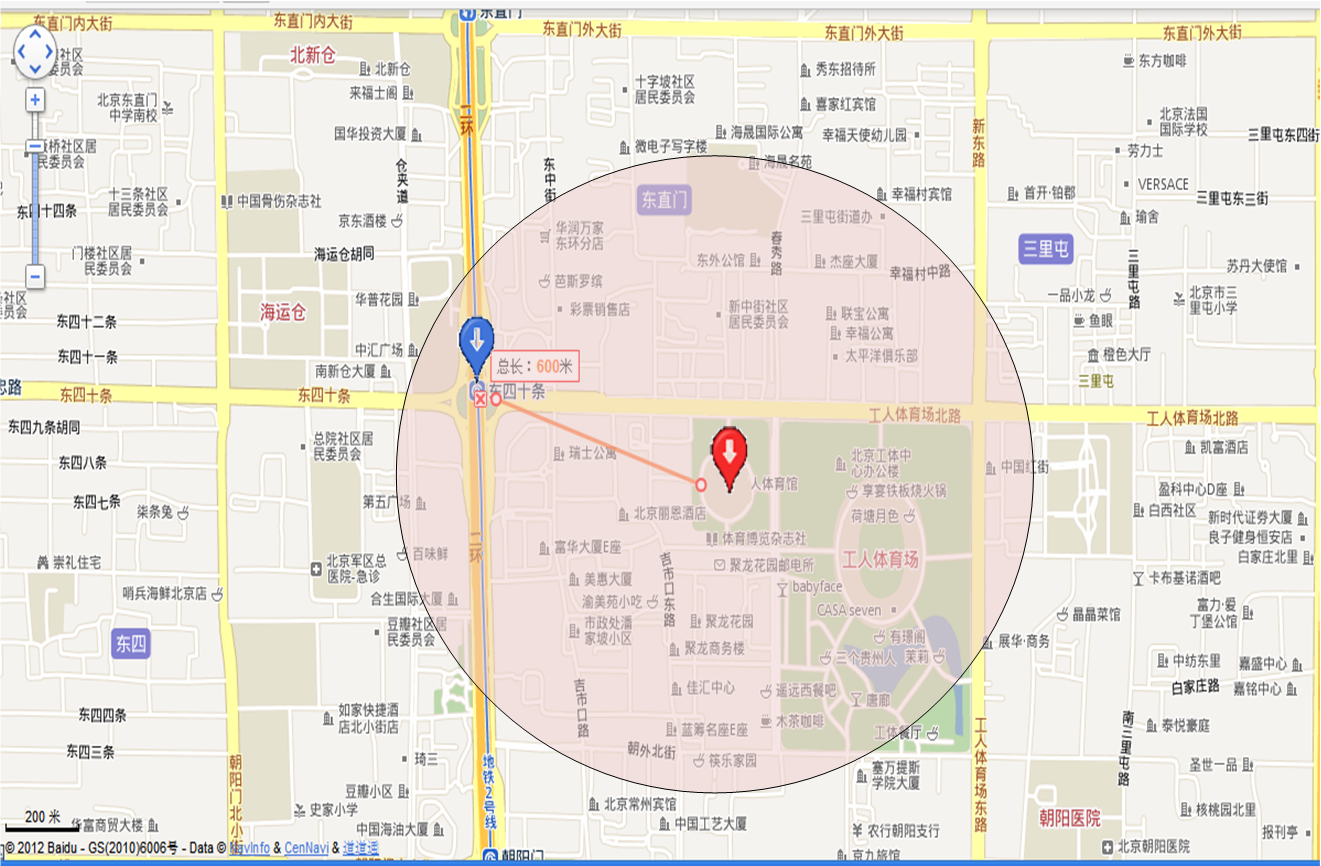 东直门内大街
东直门内大街
东直门
东直门外大街
东直门外大街
东直门外大街
社区
委员会
北新仓
北新仓
来福士阁
北京东直门
中学南校
国华投资大厦
二环
十字坡社区
居民委员会
秀东招待所
喜家红宾馆
东方咖啡
北京法国
国际学校
三里屯东四街
新东路
海晟国际公寓
幸福天使幼儿园
微电子写字楼
海晟名苑
劳力士
VERSACE
板桥社区居
民委员会
仓夹道
东中街
十三条社区
居民委员会
中国骨伤杂志社
东直门
幸福村宾馆
首开·铂郡
三里屯东三街
东四十四条
京东酒楼
三里屯街道办
瑜舍
华润万家
东环分店
春秀路
三里屯
三里屯路
门楼社区居
民委员会
海运仓胡同
东外公馆
杰座大厦
幸福村中路
苏丹大使馆
芭斯罗缤
社区
员会
华普花园
彩票销售店
新中街社区
居民委员会
联宝公寓
一品小龙
北京市三
里屯小学
海运仓
东四十二条
幸福公寓
鱼眼
中汇广场
太平洋俱乐部
橙色大厅
东四十一条
南新仓大厦
总长：600米
三里屯
忠路
东四十条
东四十条
东四十条
工人体育场北路
工人体育场北路
东四九条胡同
总院社区居
民委员会
瑞士公寓
北京工体中
心办公楼
凯富酒店
东四八条
中国红街
人体育馆
享宴铁板烧火锅
盈科中心D座
东四七条
第五广场
柒条兔
北京丽恩酒店
荷塘月色
白西社区
新时代证券大厦
体育博览杂志社
良子健身恒安店
富华大厦E座
二环
百味鲜
工人体育场
白家庄北里
崇礼住宅
北京军区总
医院-急诊
吉市口东路
聚龙花园邮电所
美惠大厦
卡布基诺酒吧
哨兵海鲜北京店
合生国际大厦
渝美苑小吃
babyface
CASA seven
晶晶菜馆
富力·爱
丁堡公馆
豆瓣社区居
民委员会
市政处潘
家坡小区
聚龙花园
东四
有璟阁
展华·商务
聚龙商务楼
三个贵州人
茉莉
中纺东里
嘉盛中心
佳汇中心
遥远西餐吧
唐廊
白家庄路
嘉铭中心
东四四条
如家快捷酒
店北小街店
吉市口路
蓝筹名座E座
木茶咖啡
工体餐厅
工人体育场东路
南三里屯路
泰悦豪庭
东四三条
朝外北街
筷乐家园
琦三
地铁2号线
朝阳门北小
塞万提斯
学院大厦
圣世一品
豆瓣小区
史家小学
北京常州宾馆
朝阳医院
核桃园北里
200 米
华富商贸大楼
中国海油大厦
中国工艺大厦
农行朝阳支行
报刊亭
© 2012 Baidu - GS(2010)6006号 - Data © NavInfo & CenNavi & 道道通
朝阳门
京九旅馆
北京朝阳医院